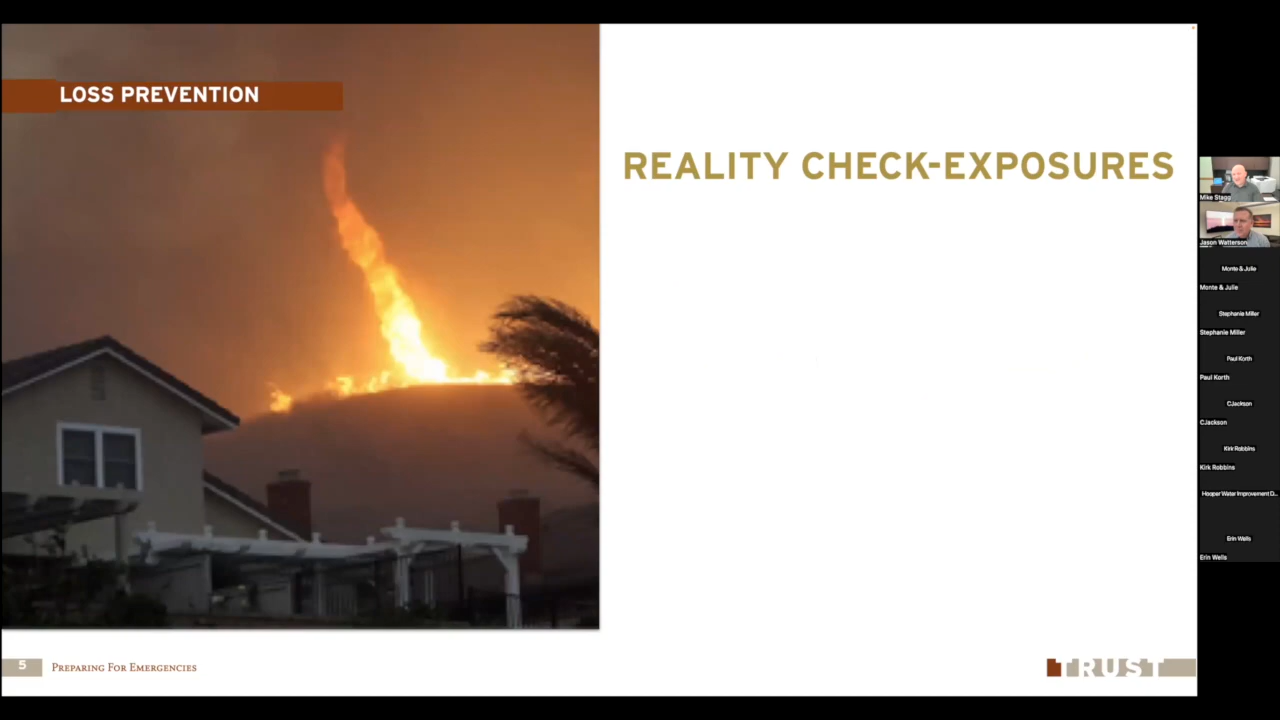 LOSS PREVENTION
REALITY CHECK-EXPOSURES
5
PREPARING FOR EMERGENCIES
TRUST
Mike Stagg
Jason Watterson
Monte & Julie
Monte & Julie
Stephanie Miller
Stephanie Miller
Paul Korth
Paul Korth
CJackson
CJackson
Kirk Robbins
Kirk Robbins
Hooper Water Improvement D...
Erin Wells
Erin Wells